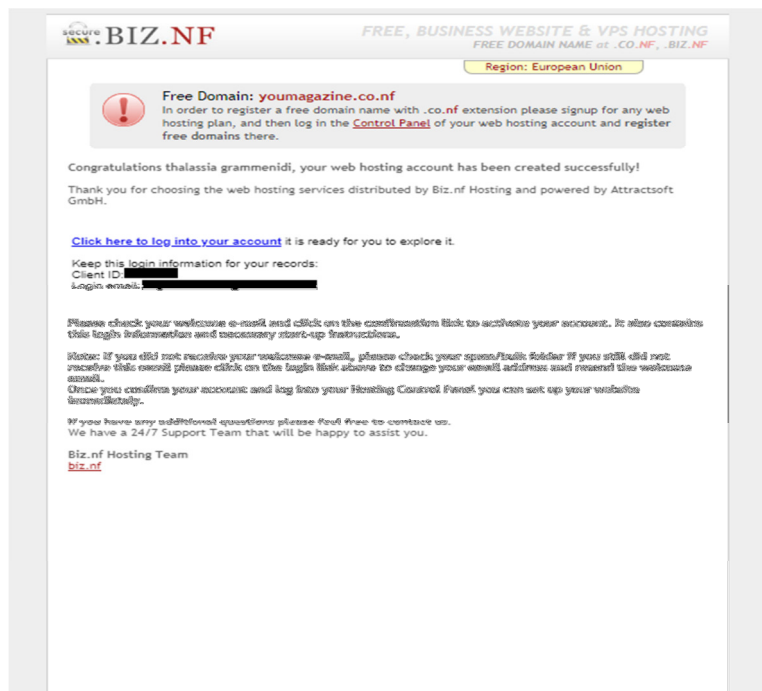 secure.BIZ.NF
FREE, BUSINESS WEBSITE & VPS HOSTING
FREE DOMAIN NAME at .CO.NF, .BIZ.NF
Region: European Union
Free Domain: youmagazine.co.nf
In order to register a free domain name with .co.nf extension please signup for any web
hosting plan, and then log in the Control Panel of your web hosting account and register
free domains there.
Congratulations thalassia grammenidi, your web hosting account has been created successfully!
Thank you for choosing the web hosting services distributed by Biz.nf Hosting and powered by Attractsoft
GmbH.
Click here to log into your account it is ready for you to explore it.
Keep this login information for your records:
Client ID:
Login email:
Please check your welcome e-mail and click on the confirmation link to activate your account. It also contains
this login information and necessary start-up instructions.
Note: If you did not receive your welcome e-mail, please check your spam/bulk folder If you still did not
receive this email please click on the login link above to change your email address and resend the welcome
email.
Once you confirm your account and log into your Hosting Control Panel you can set up your website
immediately.
If you have any additional questions please feel free to contact us.
We have a 24/7 Support Team that will be happy to assist you.
Biz.nf Hosting Team
biz.nf